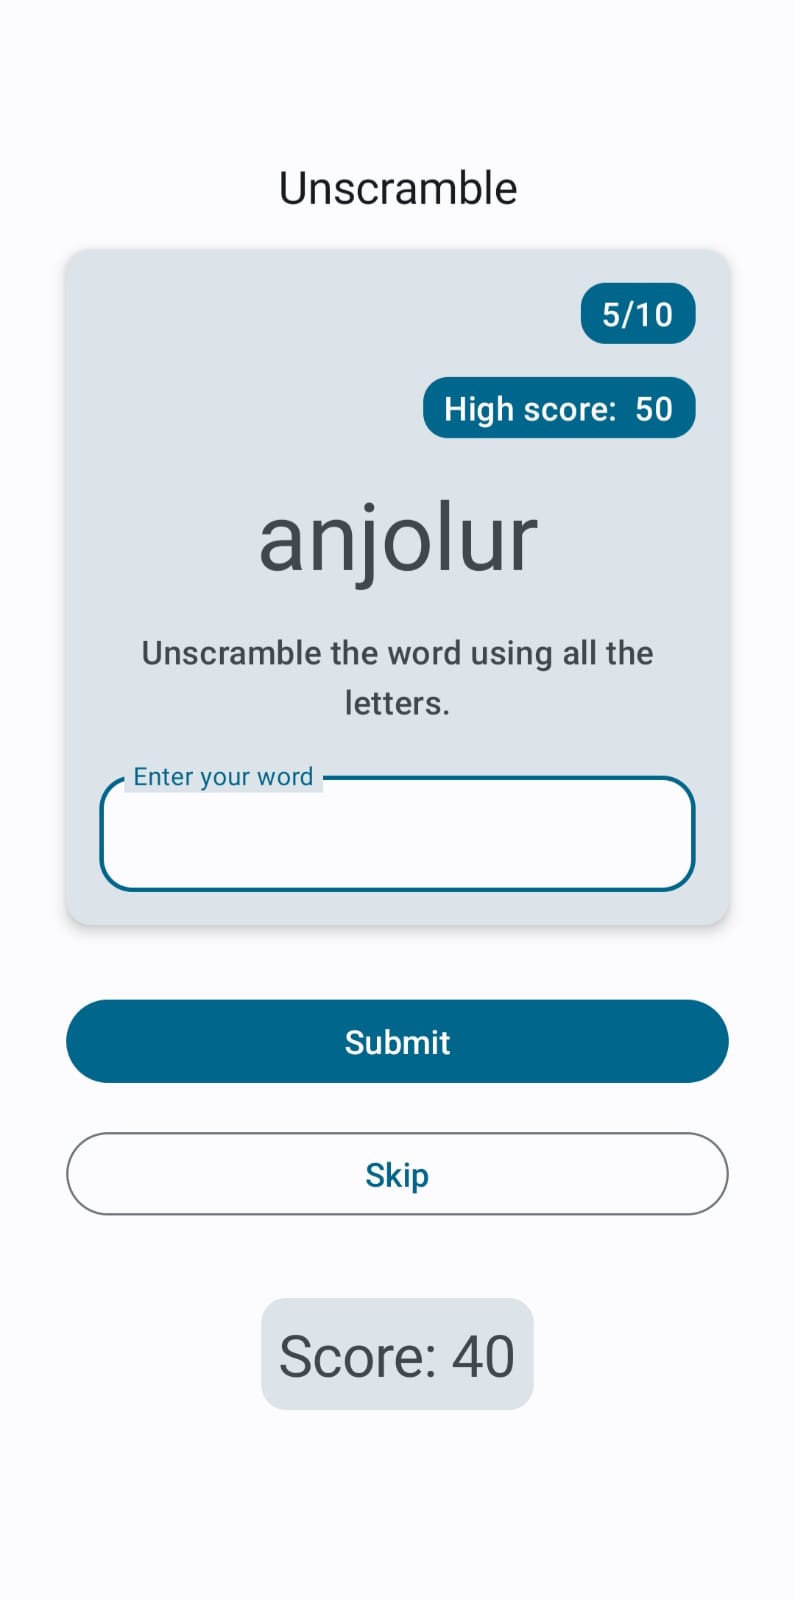 Unscramble
5/10
High score: 50
anjolur
Unscramble the word using all the
letters.
Enter your word
Submit
Skip
Score: 40